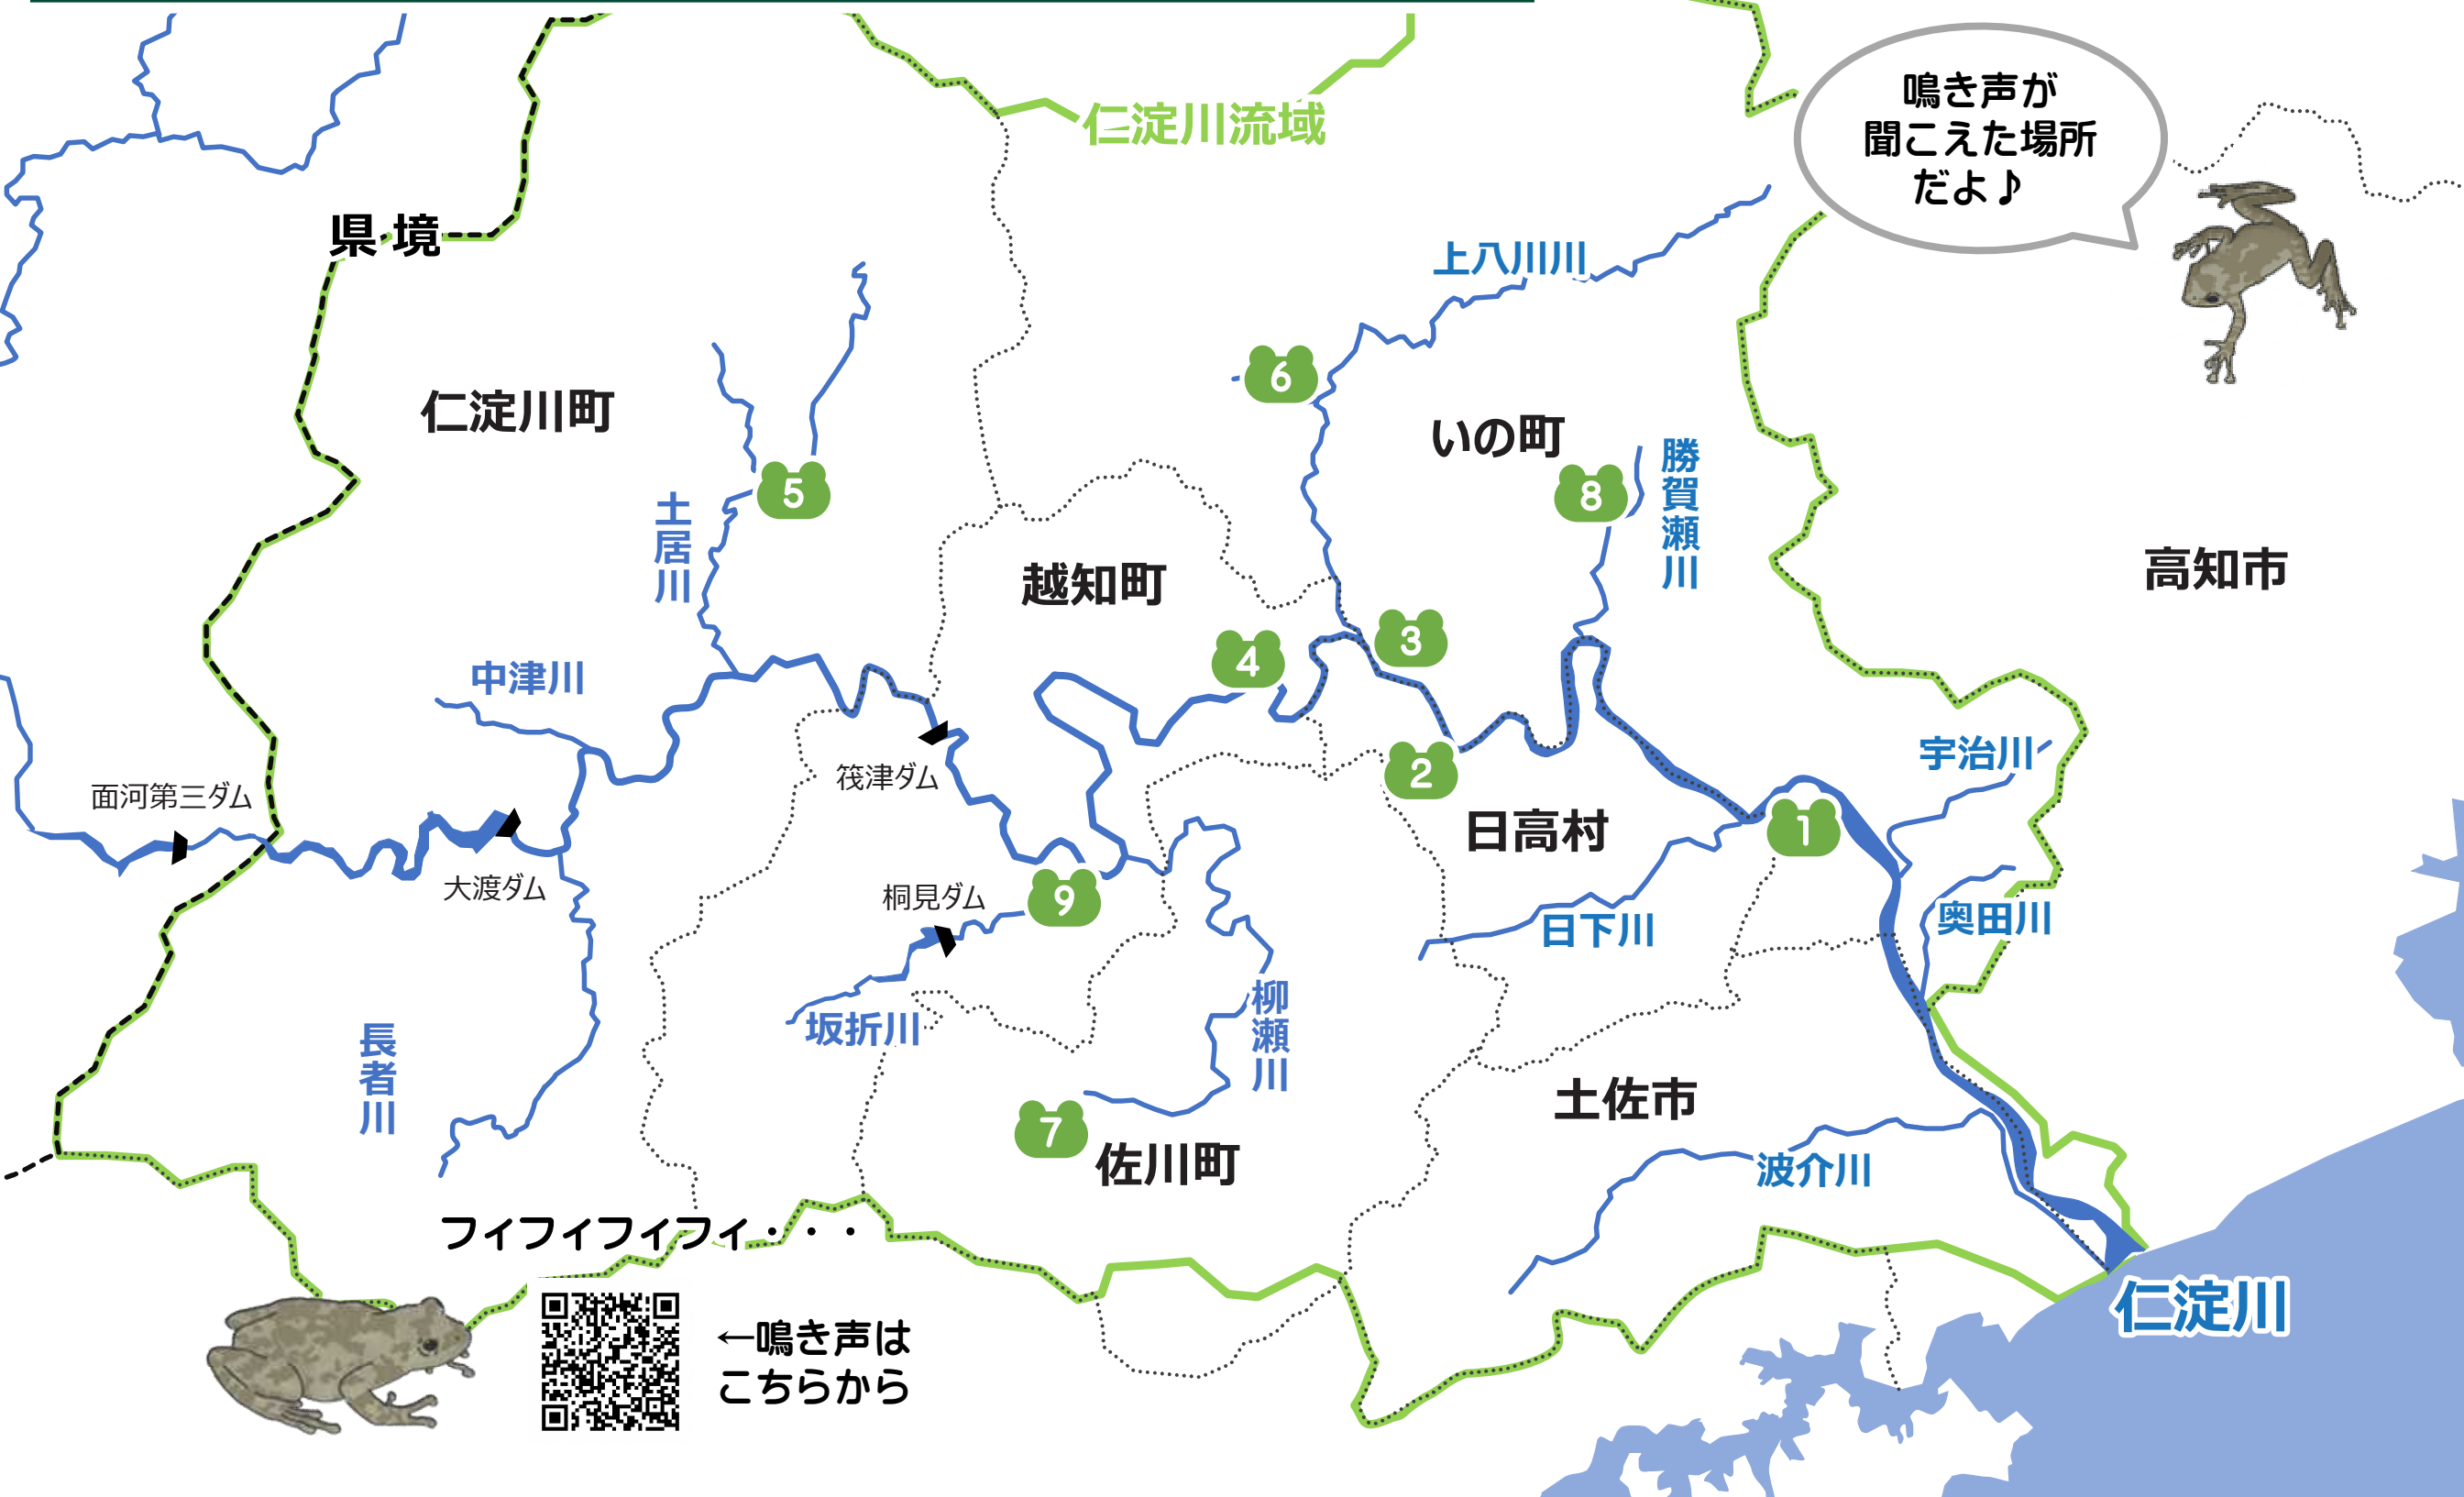 仁淀川流域
鳴き声が
聞こえた場所
だよ♪
県境
上八川川
6
仁淀川町
いの町
勝賀瀬川
8
5
土居川
高知市
越知町
3
4
中津川
2
宇治川
筏津ダム
面河第三ダム
日高村
1
大渡ダム
桐見ダム
9
奥田川
日下川
坂折川
柳瀬川
長者川
土佐市
7
佐川町
波介川
フィフィフィフィ・・・
仁淀川
←鳴き声は
こちらから